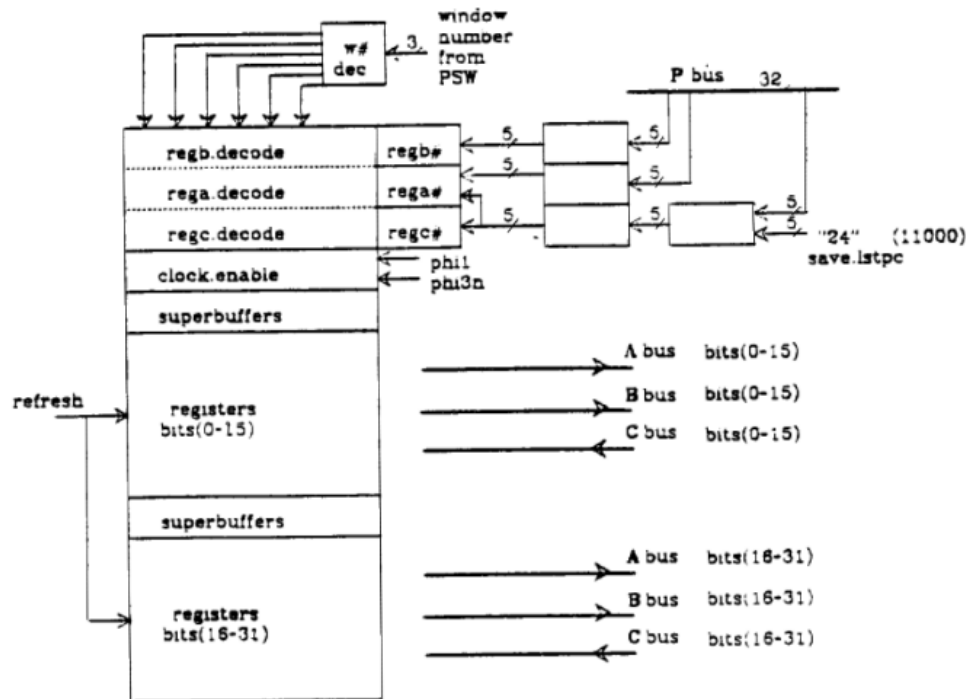 window
number
from
PSW
w#
dec
3
P bus 32
regb.decode
regb#
5
5
rega.decode
rega#
5
5
regc.decode
regc#
5
5
5
5
"24" (11000)
save.lstpc
phi1
phi3n
clock.enable
superbuffers
A bus bits(0-15)
B bus bits(0-15)
C bus bits(0-15)
refresh
registers
bits(0-15)
superbuffers
A bus bits(16-31)
B bus bits(16-31)
C bus bits(16-31)
registers
bits(16-31)